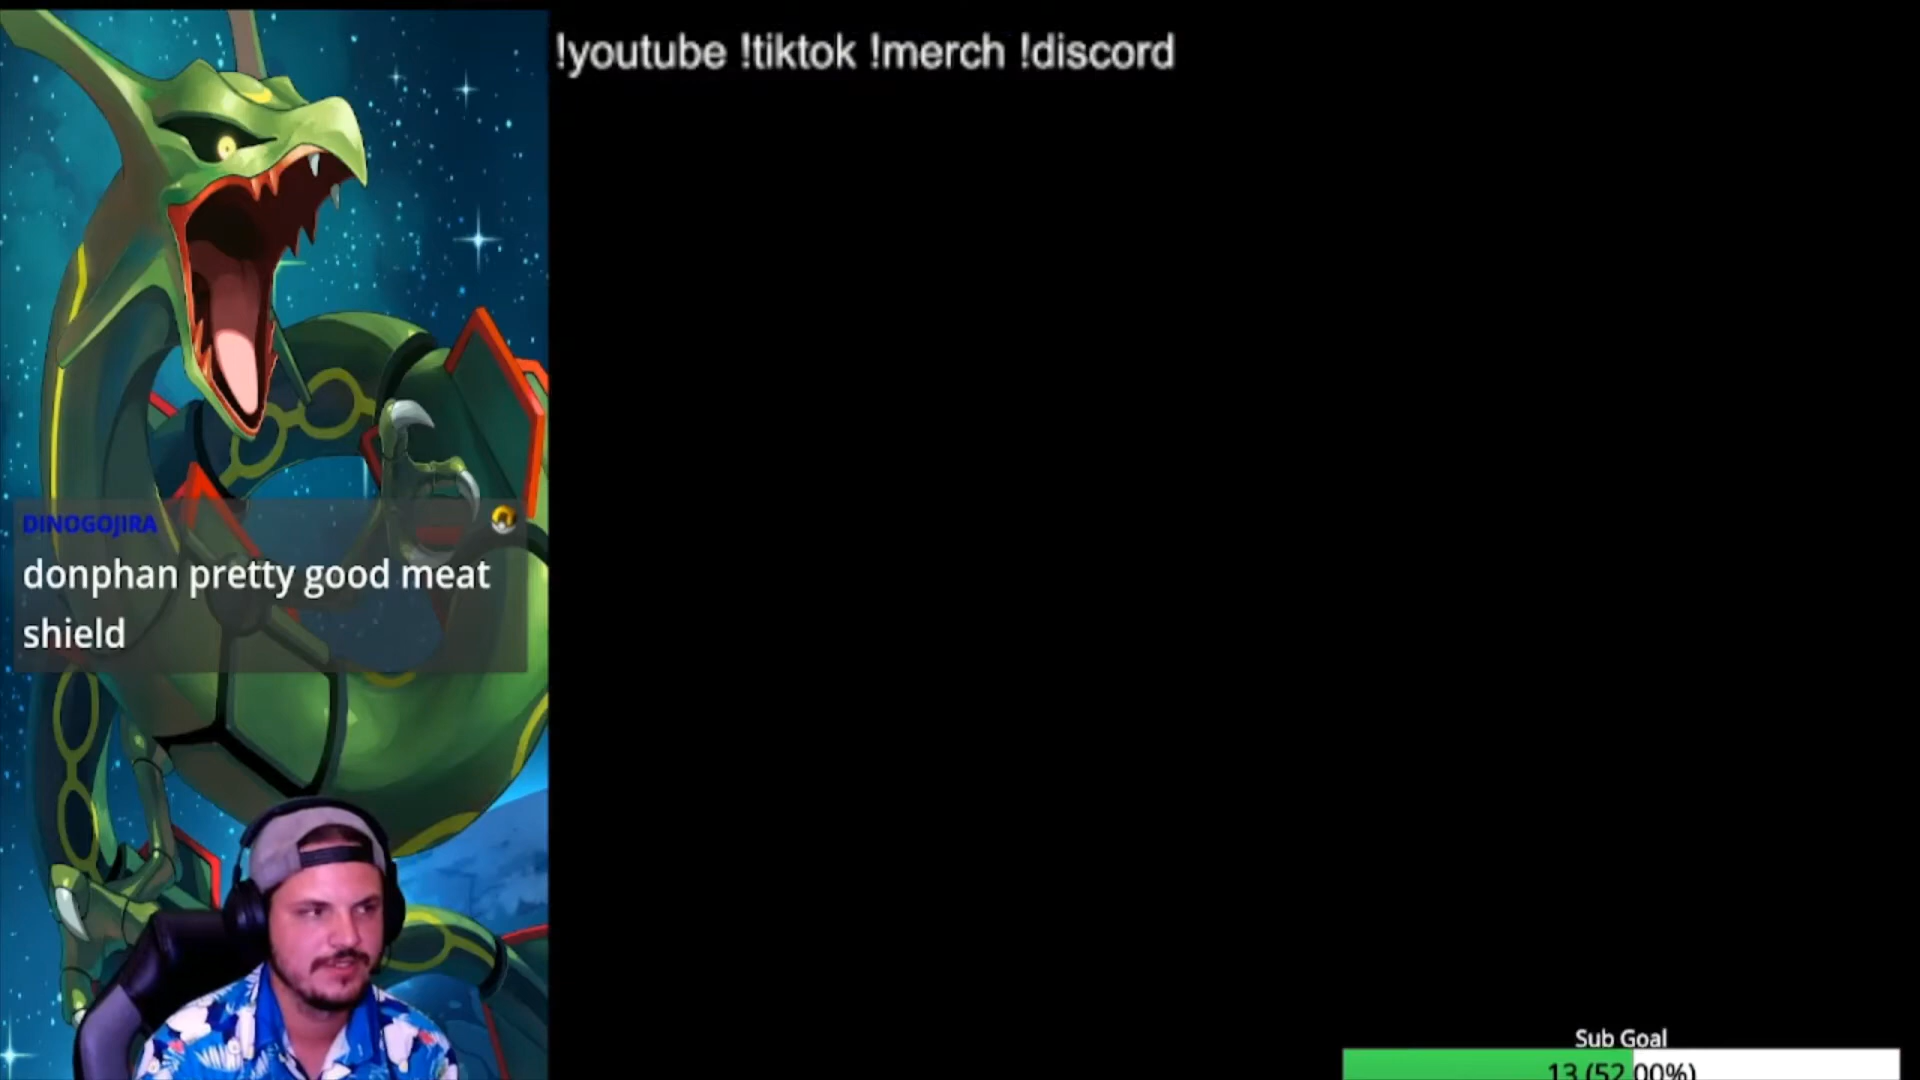 !youtube !tiktok !merch !discord
DINOGOJIRA
donphan pretty good meat
shield
Sub Goal
13 (52.00%)